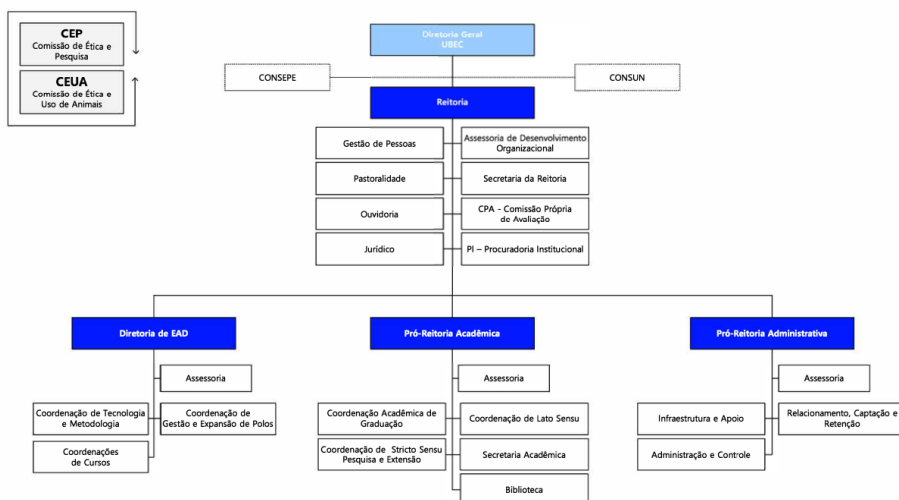 CEP
Comissão de Ética e
Pesquisa
CEUA
Comissão de Ética e
Uso de Animais
Diretoria Geral
UBEC
CONSEPE
CONSUN
Reitoria
Gestão de Pessoas
Assessoria de Desenvolvimento
Organizacional
Pastoralidade
Secretaria da Reitoria
Ouvidoria
CPA - Comissão Própria
de Avaliação
Jurídico
PI – Procuradoria Institucional
Diretoria de EAD
Pró-Reitoria Acadêmica
Pró-Reitoria Administrativa
Assessoria
Assessoria
Assessoria
Coordenação de Tecnologia
e Metodologia
Coordenação de
Gestão e Expansão de Polos
Coordenações
de Cursos
Coordenação Acadêmica de
Graduação
Coordenação de Lato Sensu
Coordenação de Stricto Sensu
Pesquisa e Extensão
Secretaria Acadêmica
Biblioteca
Infraestrutura e Apoio
Relacionamento, Captação e
Retenção
Administração e Controle